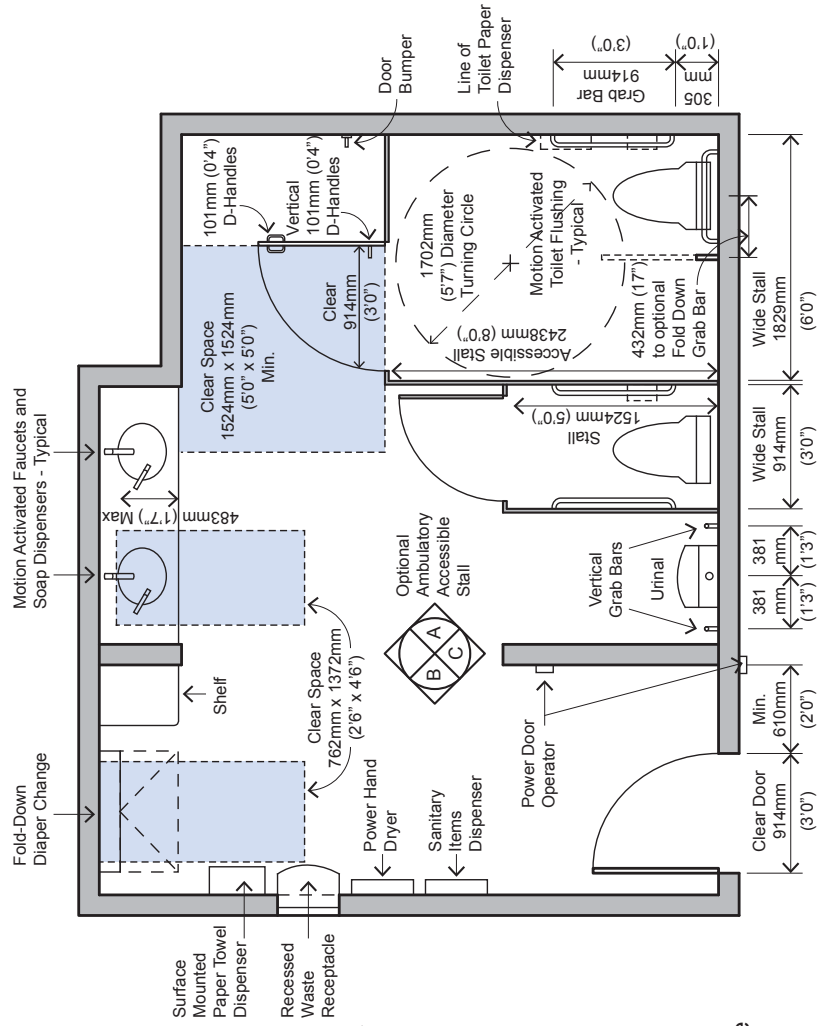 Motion Activated Faucets and
Soap Dispensers - Typical
Fold-Down
Diaper Change
Shelf
483mm (1'7") Max
Clear Space
1524mm x 1524mm
(5'0" x 5'0")
Min.
101mm (0'4")
D-Handles
Vertical
101mm (0'4")
D-Handles
Door
Bumper
Clear
914mm
(3'0")
Clear Space
762mm x 1372mm
(2'6" x 4'6")
Surface
Mounted
Paper Towel
Dispenser
Recessed
Waste
Receptacle
Power Hand
Dryer
Sanitary
Items
Dispenser
Optional
Ambulatory
Accessible
Stall
A
B
C
Power Door
Operator
Vertical
Grab Bars
Urinal
Stall
1524mm (5'0")
Accessible Stall
2438mm (8'0")
1702mm
(5'7") Diameter
Turning Circle
Motion Activated
Toilet Flushing
- Typical
432mm (17")
to optional
Fold Down
Grab Bar
Line of
Toilet Paper
Dispenser
Grab Bar
914mm
(3'0")
305
mm
(1'0")
Clear Door
914mm
(3'0")
Min.
610mm
(2'0")
381
mm
(1'3")
381
mm
(1'3")
Wide Stall
914mm
(3'0")
Wide Stall
1829mm
(6'0")